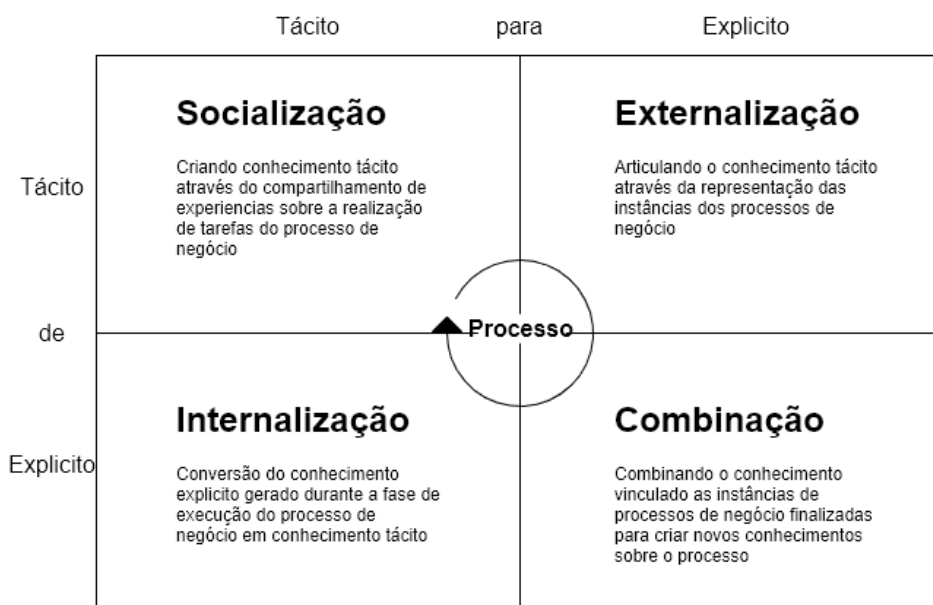 Tácito para Explicito
Tácito
Socialização
Criando conhecimento tácito
através do compartilhamento de
experiencias sobre a realização
de tarefas do processo de
negócio
Externalização
Articulando o conhecimento tácito
através da representação das
instâncias dos processos de
negócio
de
Processo
Explicito
Internalização
Conversão do conhecimento
explicito gerado durante a fase de
execução do processo de
negócio em conhecimento tácito
Combinação
Combinando o conhecimento
vinculado as instâncias de
processos de negócio finalizadas
para criar novos conhecimentos
sobre o processo